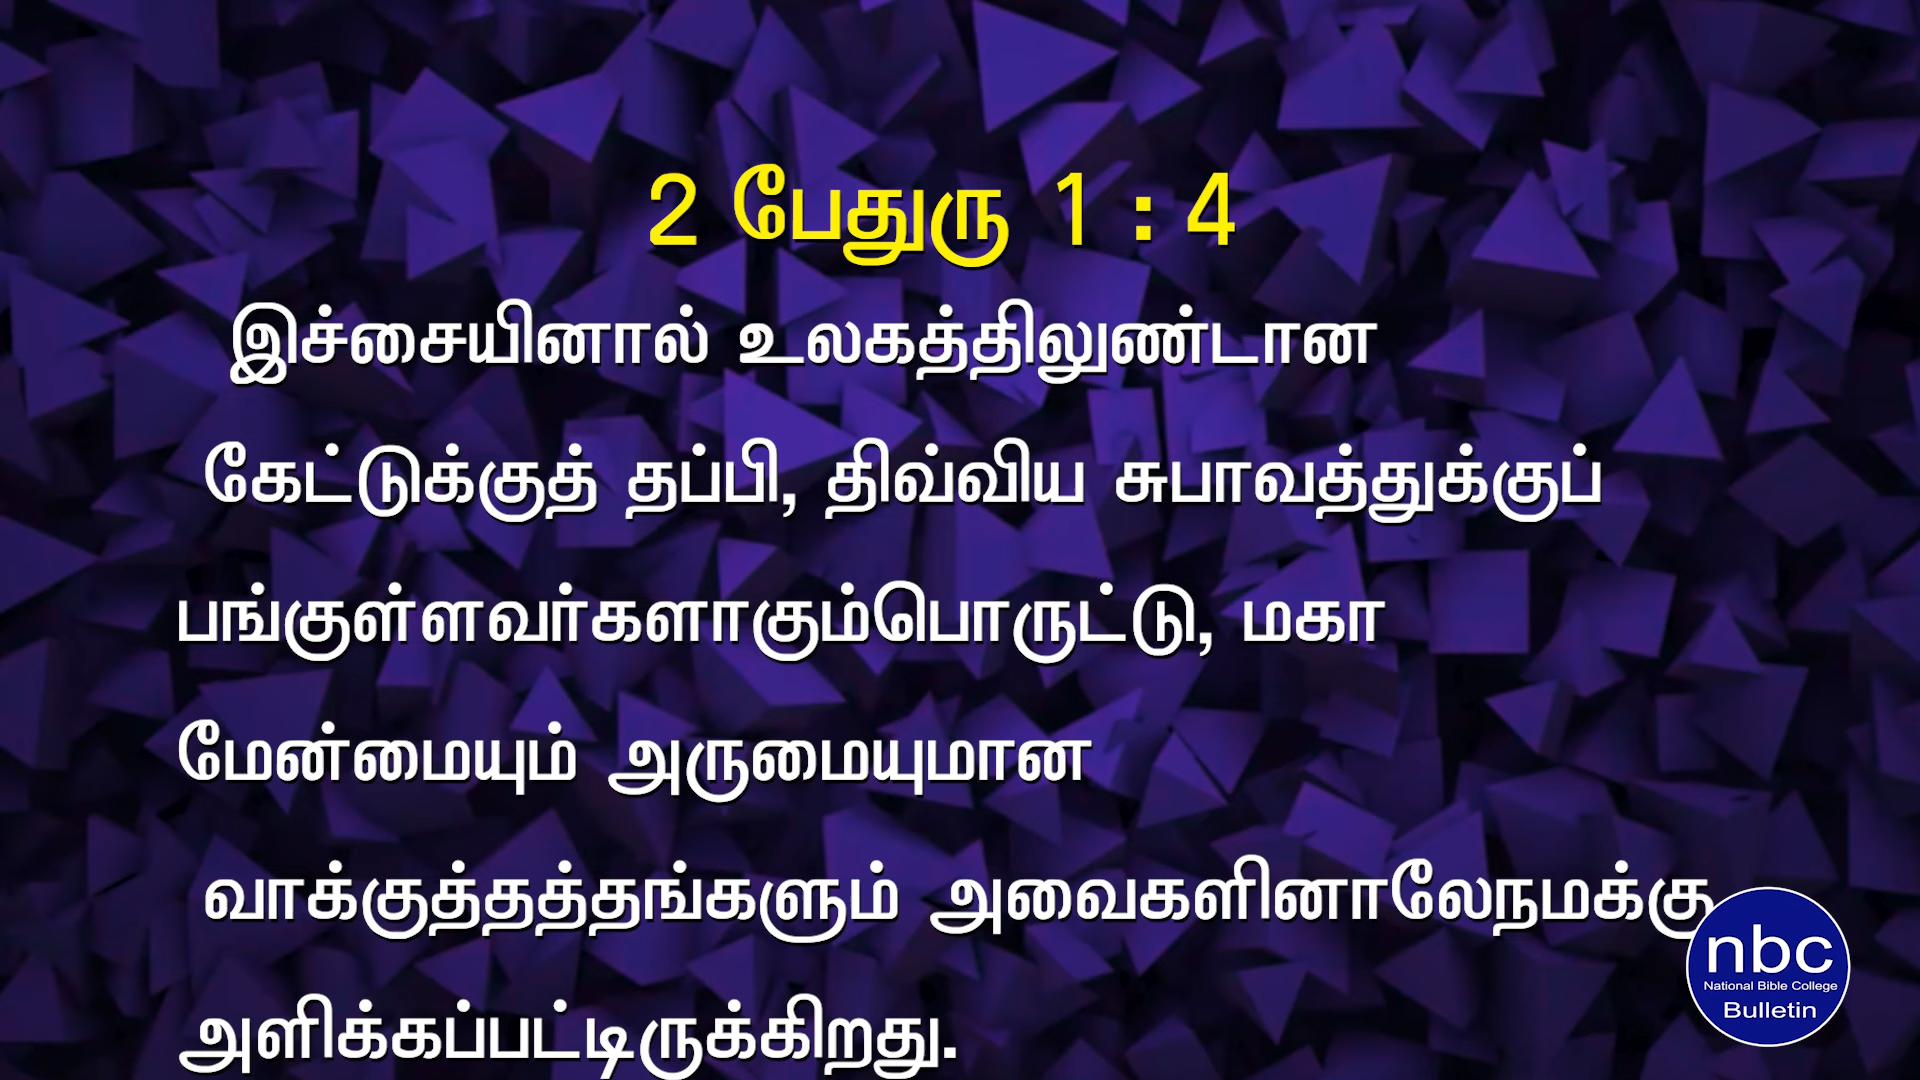 2 பேதுரு 1 : 4
இச்சையினால் உலகத்திலுண்டான
கேட்டுக்குத் தப்பி, திவ்விய சுபாவத்துக்குப்
பங்குள்ளவர்களாகும்பொருட்டு, மகா
மேன்மையும் அருமையுமான
வாக்குத்தத்தங்களும் அவைகளினாலேநமக்கு
அளிக்கப்பட்டிருக்கிறது.
nbc
National Bible College
Bulletin